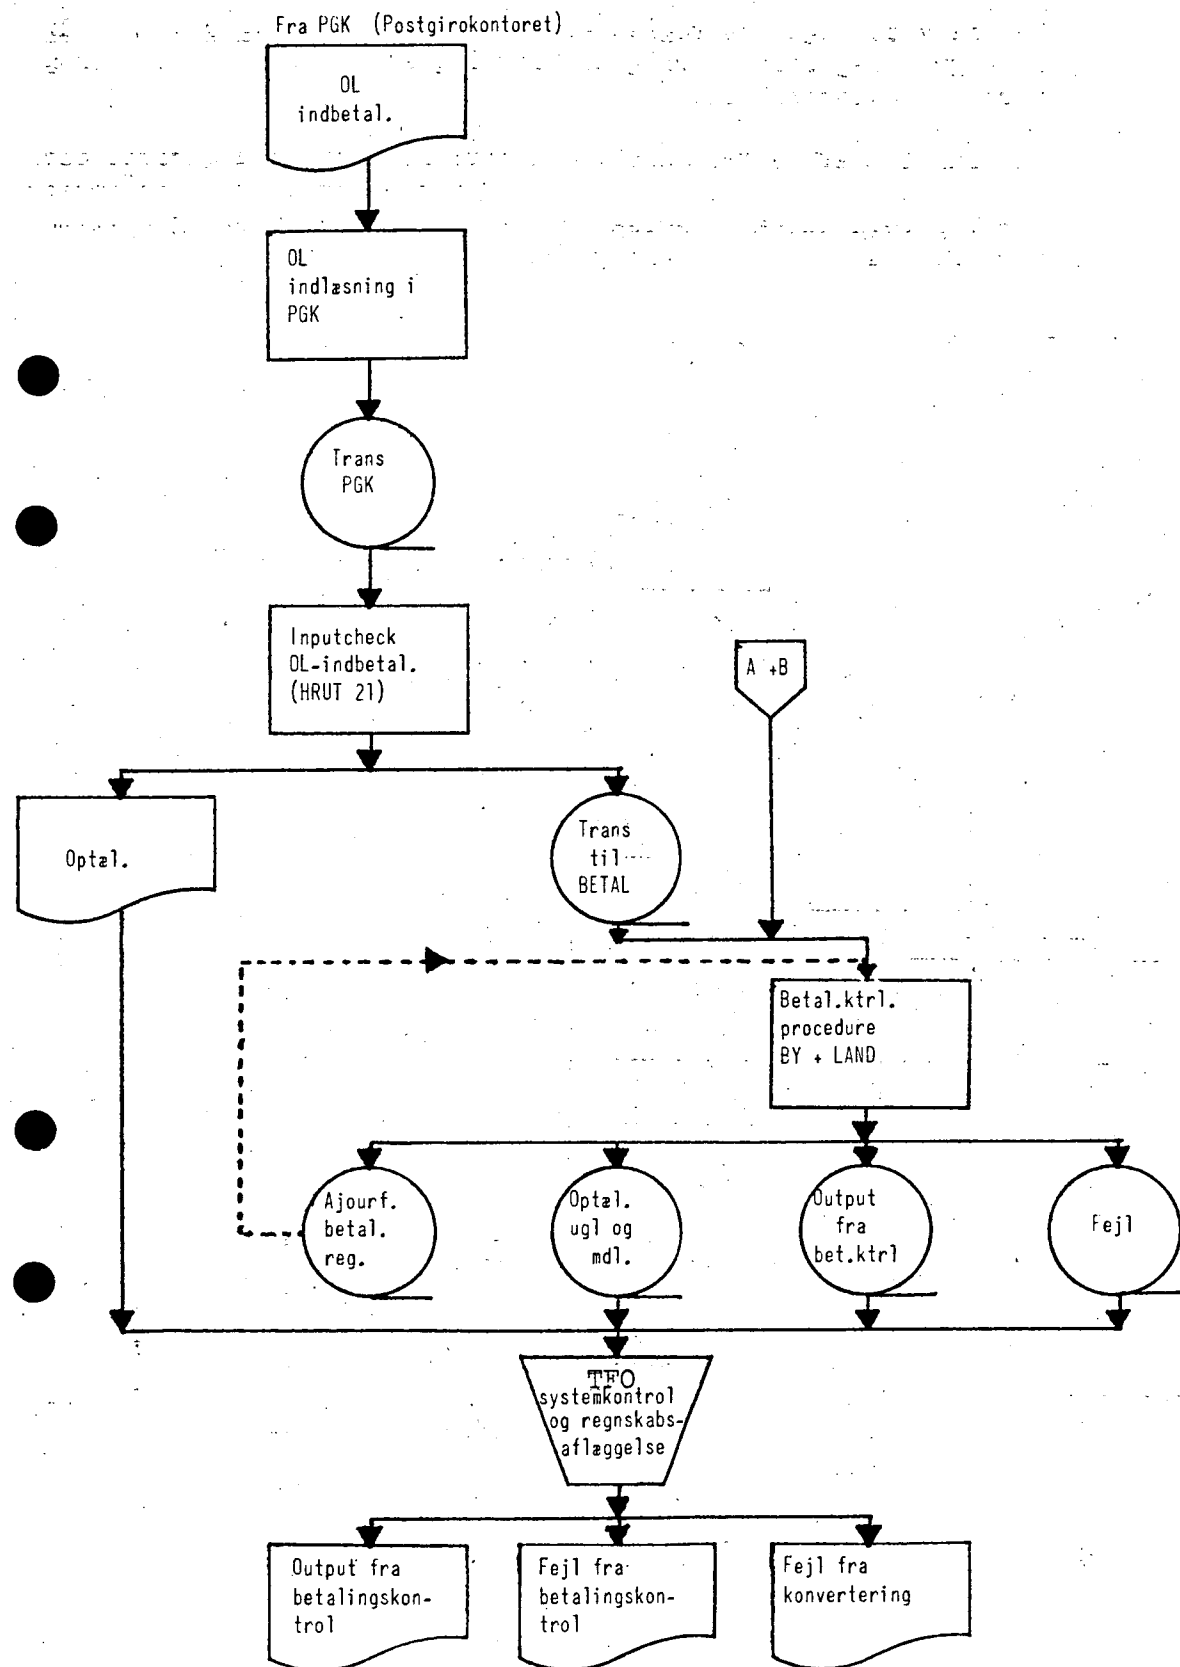 Fra PGK (Postgirokontoret)
OL
indbetal.
OL
indlæsning i
PGK
Trans
PGK
Inputcheck
OL-indbetal.
(HRUT 21)
A +B
Optæl.
Trans
til
BETAL
Betal.ktrl.
procedure
BY + LAND
Ajourf.
betal.
reg.
Optæl.
ugl og
mdl.
Output
fra
bet.ktrl
Fejl
TFO
systemkontrol
og regnskabs-
aflæggelse
Output fra
betalingskon-
trol
Fejl fra
betalingskon-
trol
Fejl fra
konvertering